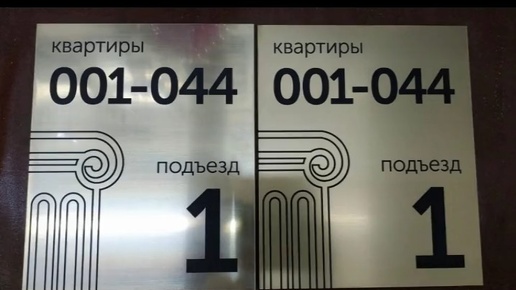 квартиры
001-044
подъезд
1
квартиры
001-044
подъезд
1